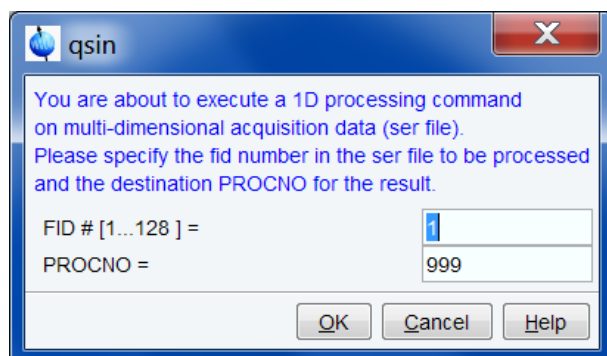 qsin
You are about to execute a 1D processing command
on multi-dimensional acquisition data (ser file).
Please specify the fid number in the ser file to be processed
and the destination PROCNO for the result.
FID # [1...128 ] = 1
PROCNO = 999
OK Cancel Help